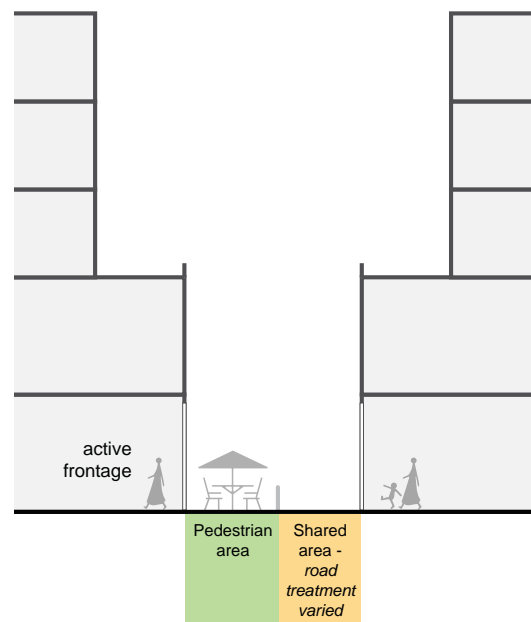 active
frontage
Pedestrian
area
Shared
area -
road
treatment
varied